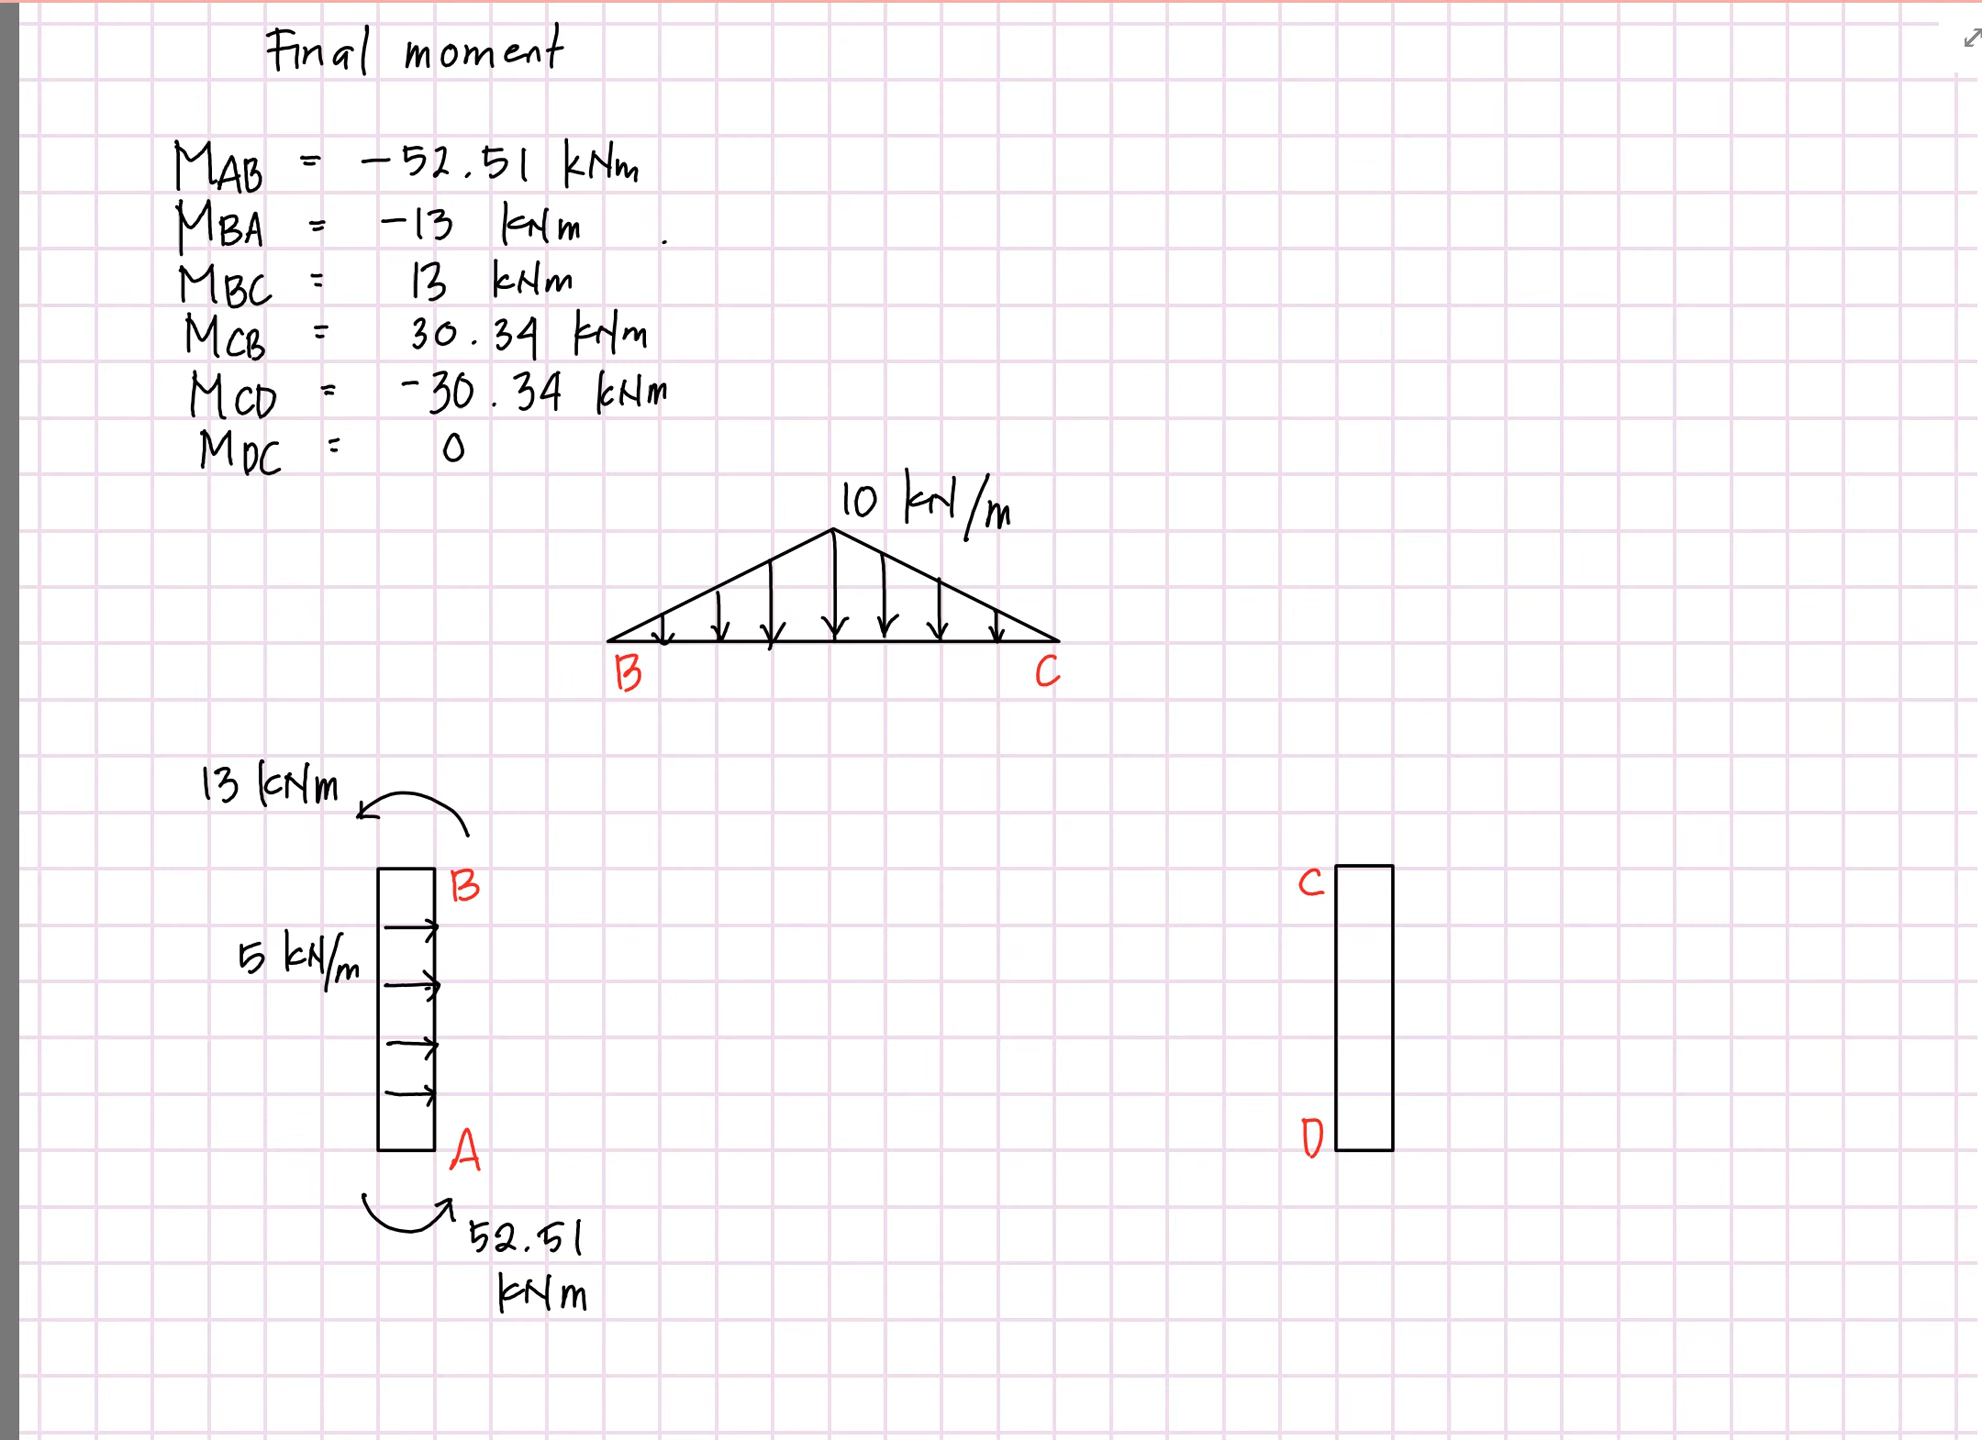 Final moment
MAB = -52.51 kNm
MBA = -13 kNm .
MBC = 13 kNm
MCB = 30.34 kNm
MCD = -30.34 kNm
MDC = 0
10 kN/m
B C
13 kNm
B
5 kN/m
A
52.51
kNm
C
D